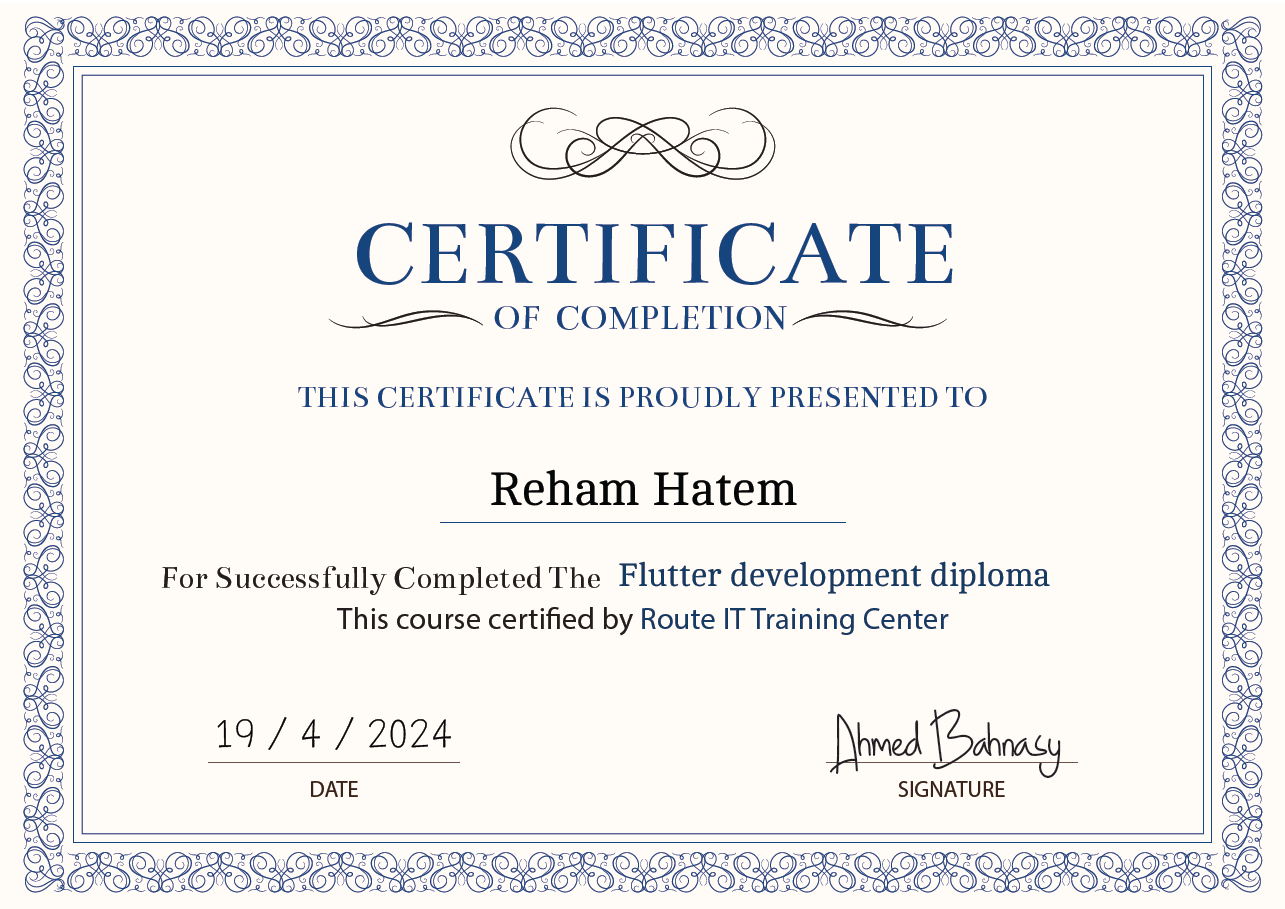 CERTIFICATE
OF COMPLETION
THIS CERTIFICATE IS PROUDLY PRESENTED TO
Reham Hatem
For Successfully Completed The Flutter development diploma
This course certified by Route IT Training Center
19 / 4 / 2024
Ahmed Bahnasy
DATE
SIGNATURE